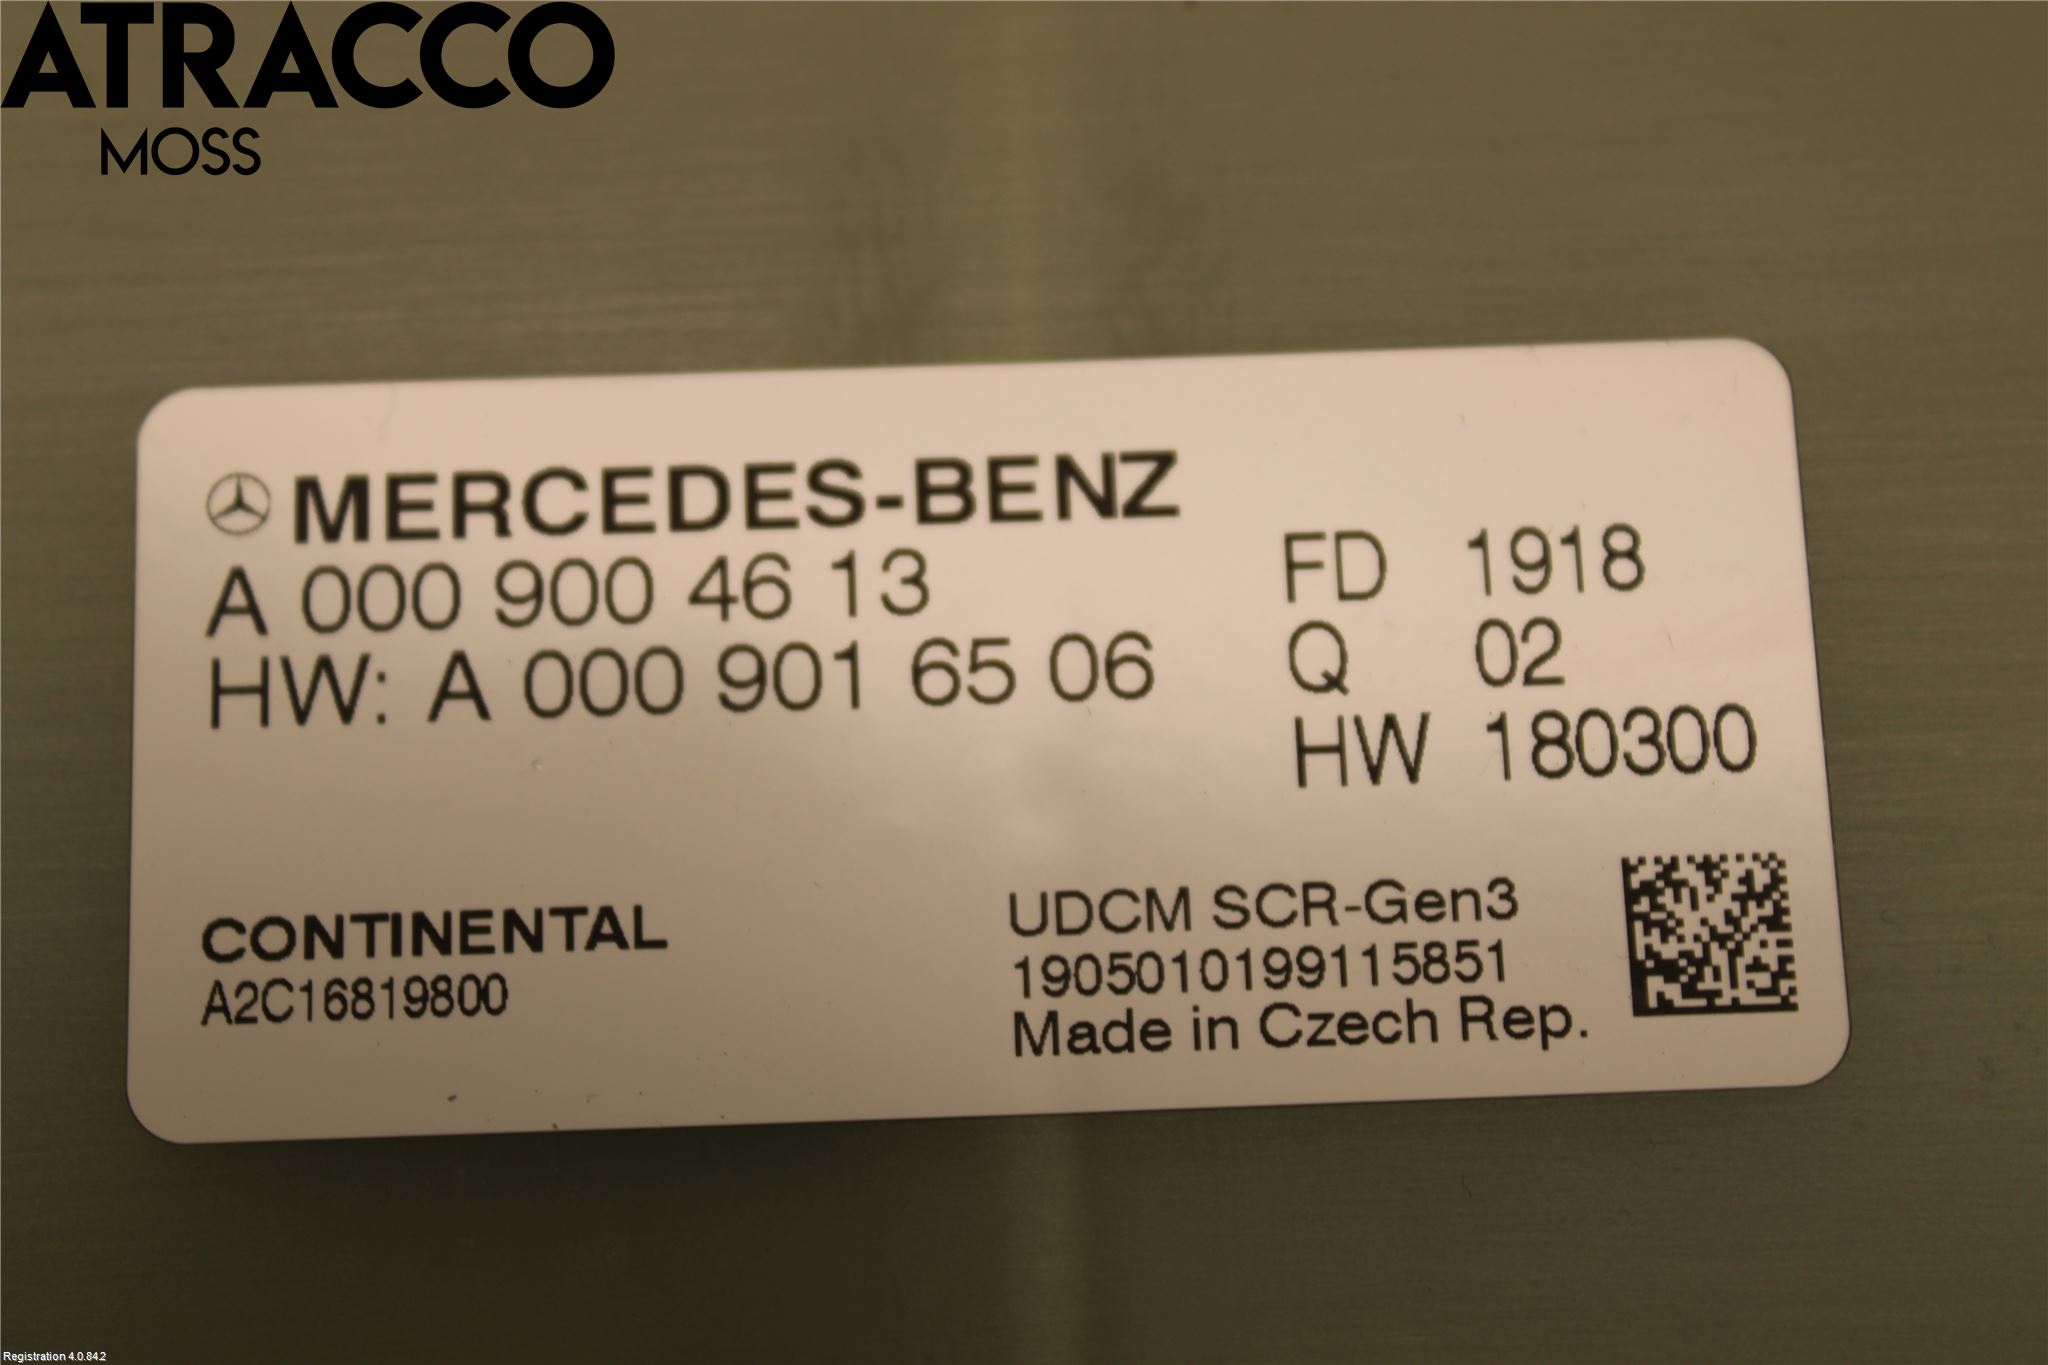 ATRACCO
MOSS
MERCEDES-BENZ
A 000 900 46 13
HW: A 000 901 65 06
FD 1918
Q 02
HW 180300
CONTINENTAL
A2C16819800
UDCM SCR-Gen3
1905010199115851
Made in Czech Rep.
Registration 4.0.84.2